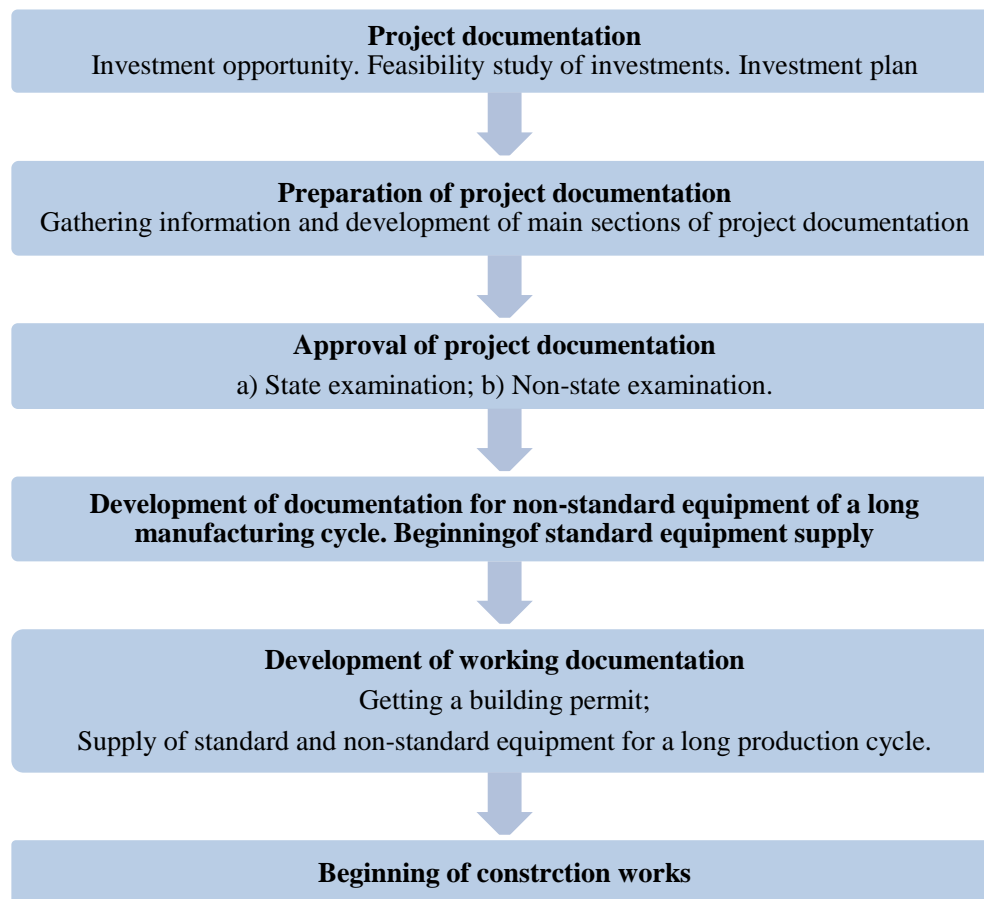 Project documentation
Investment opportunity. Feasibility study of investments. Investment plan
Preparation of project documentation
Gathering information and development of main sections of project documentation
Approval of project documentation
a) State examination; b) Non-state examination.
Development of documentation for non-standard equipment of a long
manufacturing cycle. Beginningof standard equipment supply
Development of working documentation
Getting a building permit;
Supply of standard and non-standard equipment for a long production cycle.
Beginning of constrction works